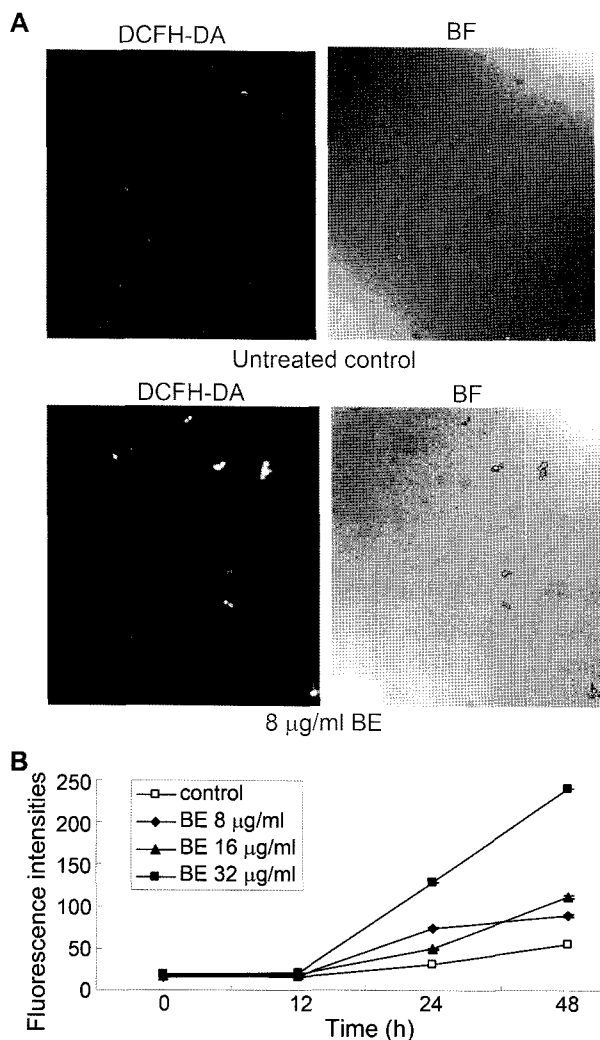 A
DCFH-DA BF
Untreated control
DCFH-DA BF
8 μg/ml BE
B
Fluorescence intensities
250
200
150
100
50
0
control
BE 8 μg/ml
BE 16 μg/ml
BE 32 μg/ml
0 12 24 48
Time (h)